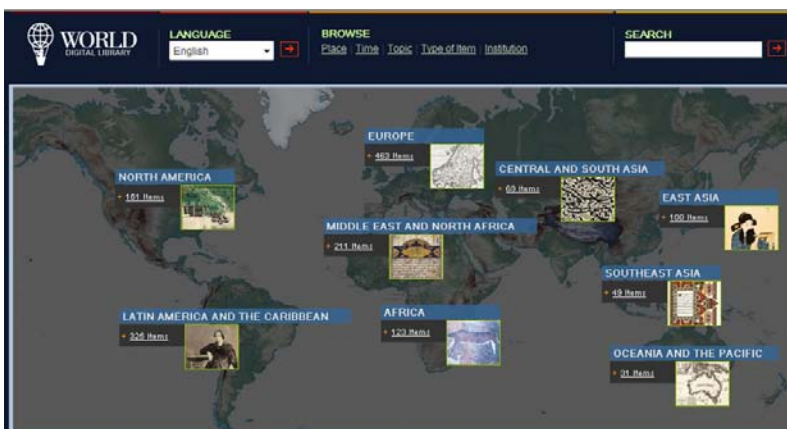 WORLD
DIGITAL LIBRARY
LANGUAGE
English
BROWSE
Place Time Topic Type of Item Institution
SEARCH
EUROPE
463 Items
NORTH AMERICA
161 Items
CENTRAL AND SOUTH ASIA
69 Items
EAST ASIA
100 Items
MIDDLE EAST AND NORTH AFRICA
211 Items
SOUTHEAST ASIA
49 Items
LATIN AMERICA AND THE CARIBBEAN
326 Items
AFRICA
123 Items
OCEANIA AND THE PACIFIC
31 Items